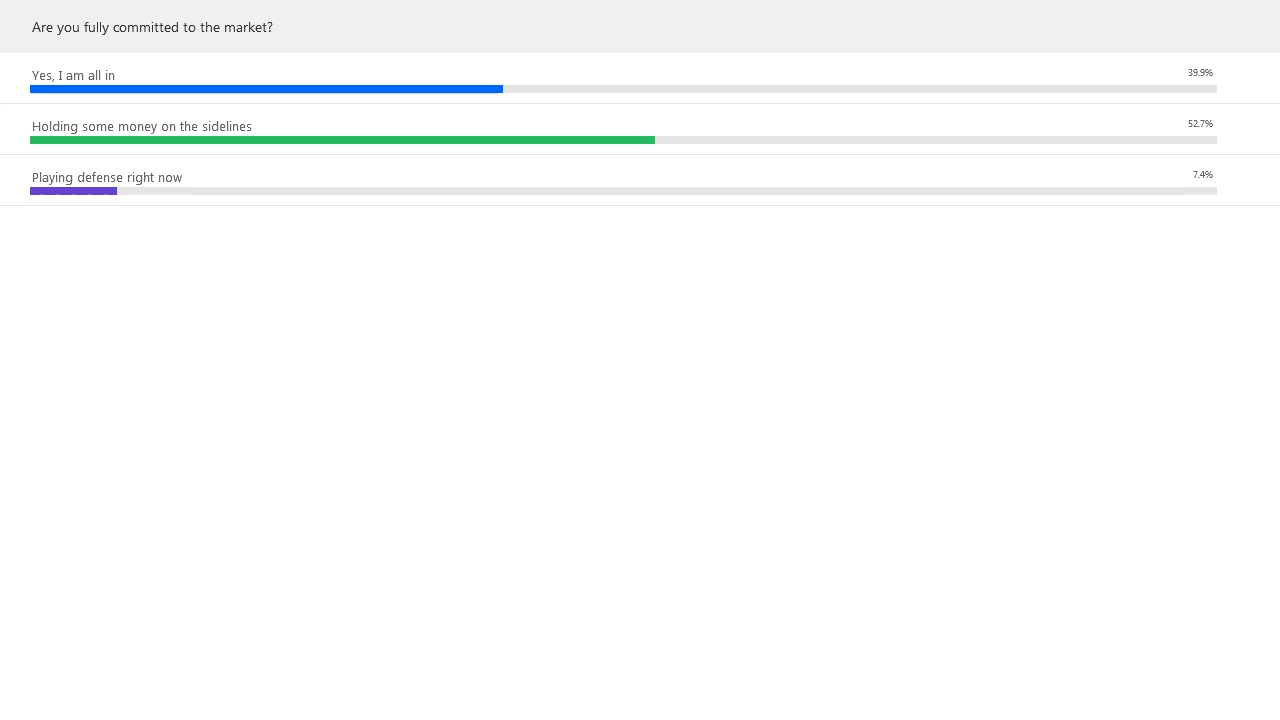 Are you fully committed to the market?
Yes, I am all in
39.9%
Holding some money on the sidelines
52.7%
Playing defense right now
7.4%